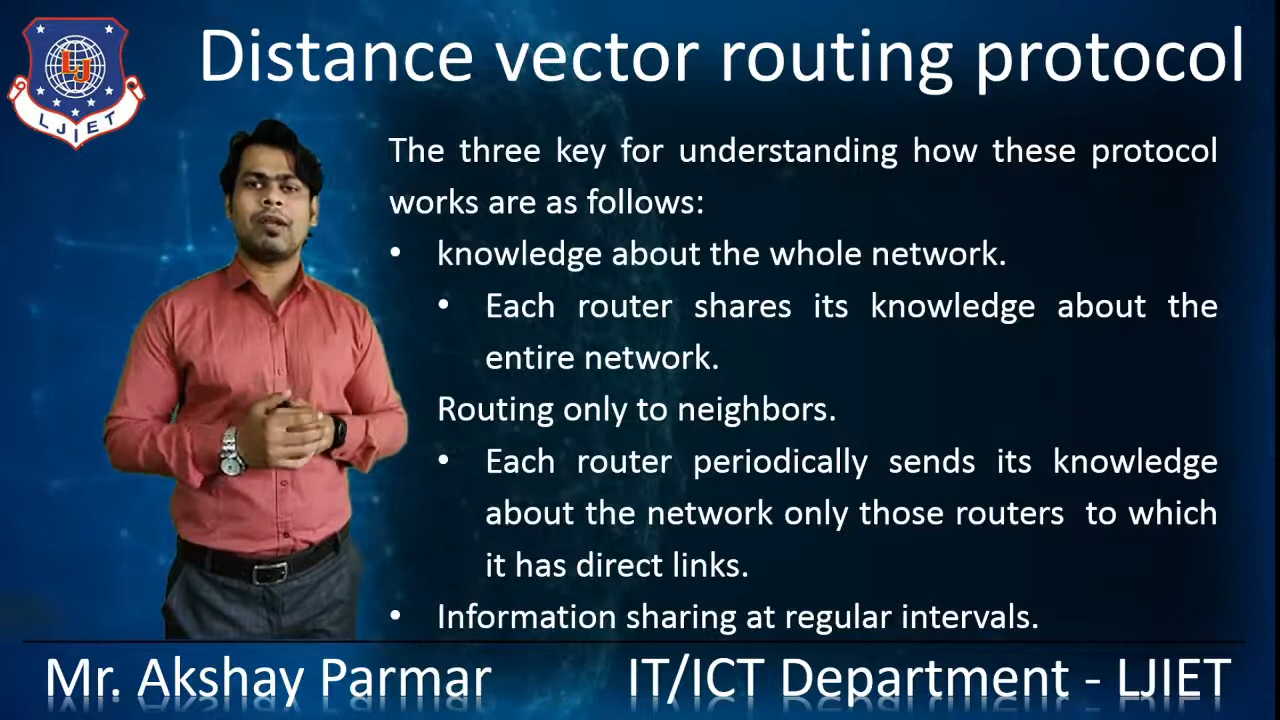 Distance vector routing protocol
LJ
LJIET
The three key for understanding how these protocol
works are as follows:
• knowledge about the whole network.
• Each router shares its knowledge about the
entire network.
Routing only to neighbors.
• Each router periodically sends its knowledge
about the network only those routers to which
it has direct links.
• Information sharing at regular intervals.
Mr. Akshay Parmar
IT/ICT Department - LJIET